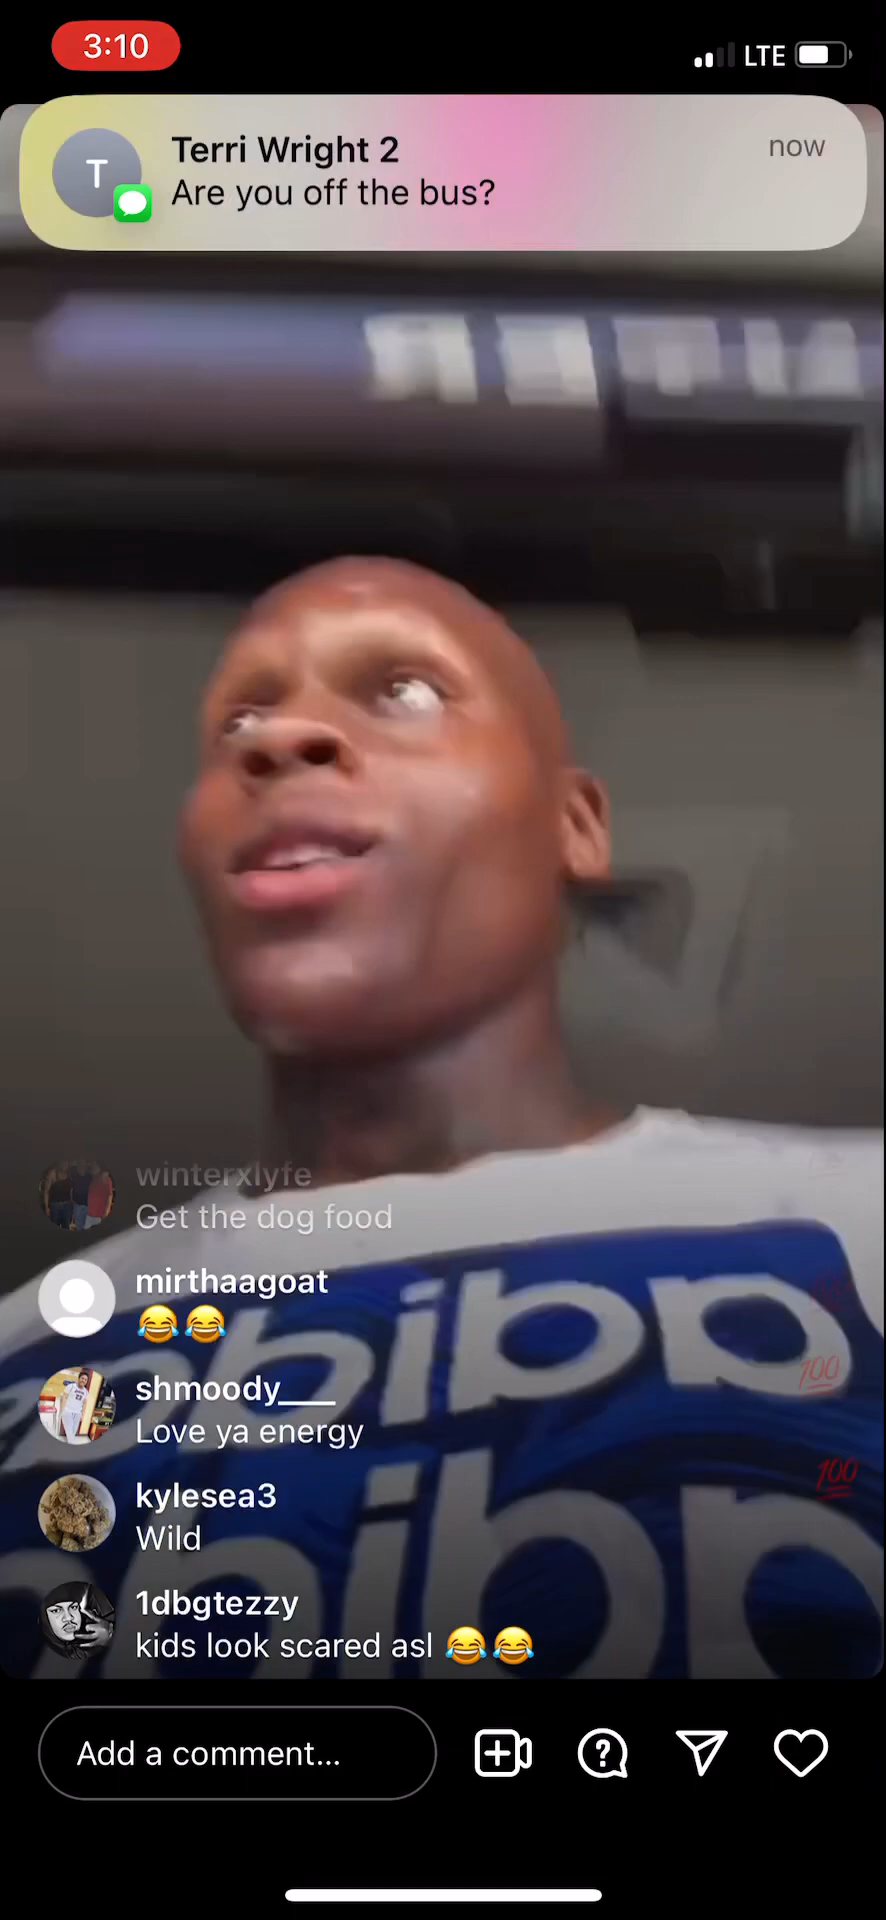 3:10
LTE
T
Terri Wright 2
now
Are you off the bus?
winterxlyfe
Get the dog food
mirthaagoat
😂😂
shmoody___
Love ya energy
kylesea3
Wild
1dbgtezzy
kids look scared asl 😂😂
💯
💯
Add a comment...